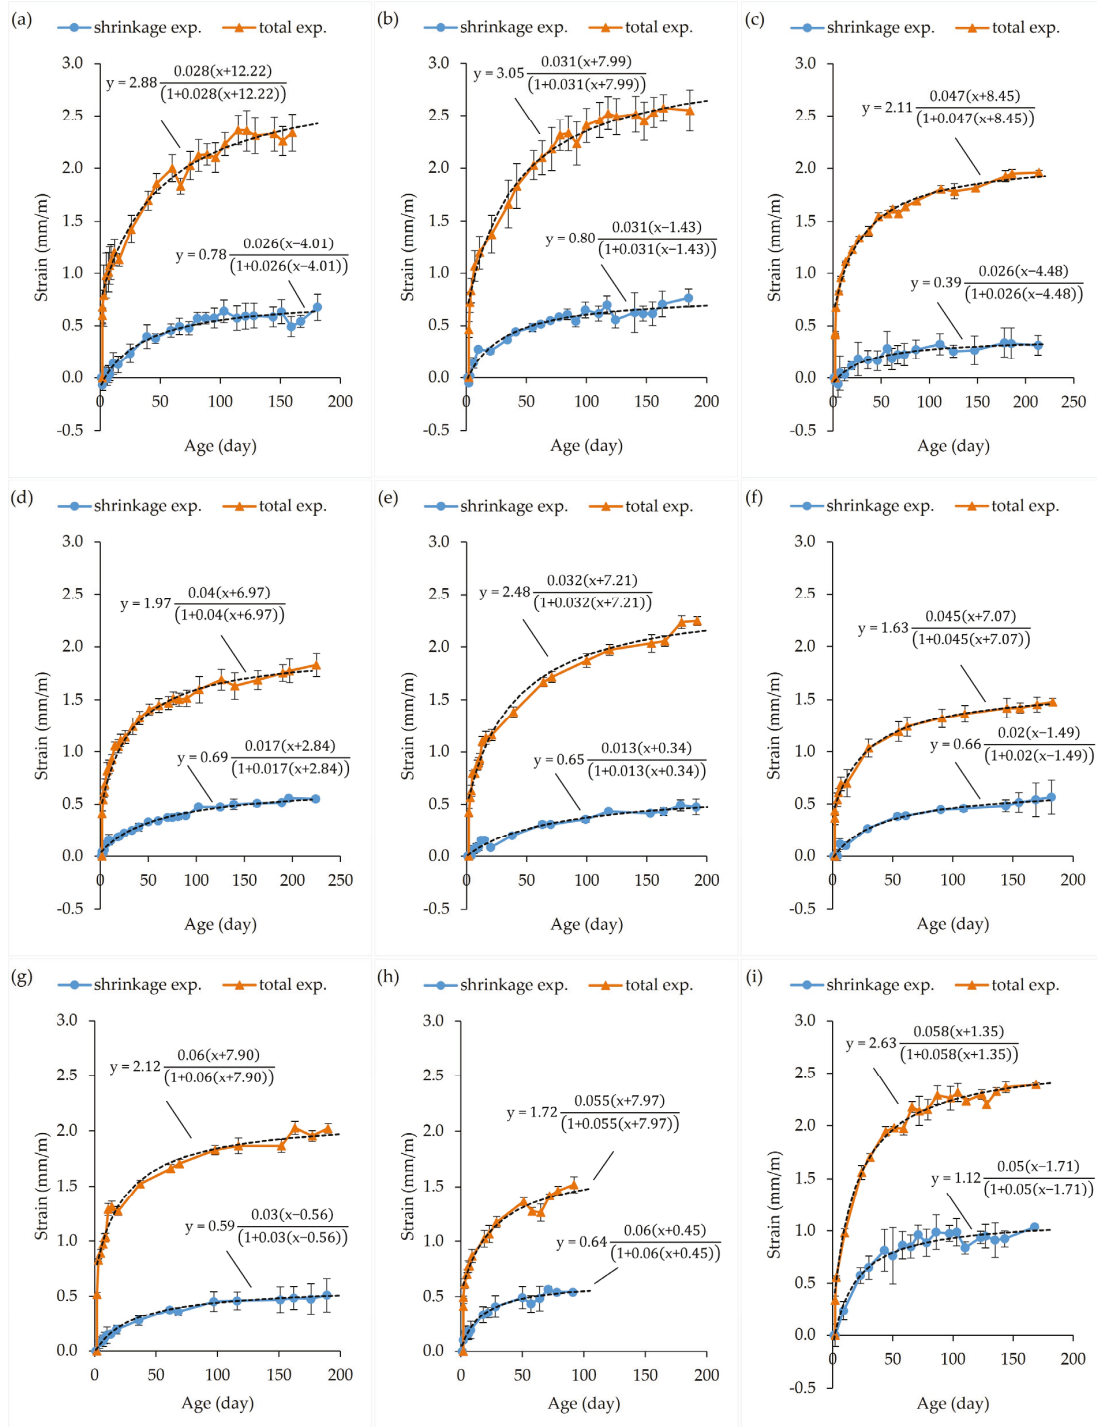 (a) shrinkage exp. total exp.
y = 2.88 0.028(x+12.22) / (1+0.028(x+12.22))
y = 0.78 0.026(x−4.01) / (1+0.026(x−4.01))
Strain (mm/m)
3.0
2.5
2.0
1.5
1.0
0.5
0.0
-0.5
0 50 100 150 200
Age (day)
(b) shrinkage exp. total exp.
y = 3.05 0.031(x+7.99) / (1+0.031(x+7.99))
y = 0.80 0.031(x−1.43) / (1+0.031(x−1.43))
Strain (mm/m)
3.0
2.5
2.0
1.5
1.0
0.5
0.0
-0.5
0 50 100 150 200
Age (day)
(c) shrinkage exp. total exp.
y = 2.11 0.047(x+8.45) / (1+0.047(x+8.45))
y = 0.39 0.026(x−4.48) / (1+0.026(x−4.48))
Strain (mm/m)
3.0
2.5
2.0
1.5
1.0
0.5
0.0
-0.5
0 50 100 150 200 250
Age (day)
(d) shrinkage exp. total exp.
y = 1.97 0.04(x+6.97) / (1+0.04(x+6.97))
y = 0.69 0.017(x+2.84) / (1+0.017(x+2.84))
Strain (mm/m)
3.0
2.5
2.0
1.5
1.0
0.5
0.0
-0.5
0 50 100 150 200 250
Age (day)
(e) shrinkage exp. total exp.
y = 2.48 0.032(x+7.21) / (1+0.032(x+7.21))
y = 0.65 0.013(x+0.34) / (1+0.013(x+0.34))
Strain (mm/m)
3.0
2.5
2.0
1.5
1.0
0.5
0.0
-0.5
0 50 100 150 200
Age (day)
(f) shrinkage exp. total exp.
y = 1.63 0.045(x+7.07) / (1+0.045(x+7.07))
y = 0.66 0.02(x−1.49) / (1+0.02(x−1.49))
Strain (mm/m)
3.0
2.5
2.0
1.5
1.0
0.5
0.0
-0.5
0 50 100 150 200
Age (day)
(g) shrinkage exp. total exp.
y = 2.12 0.06(x+7.90) / (1+0.06(x+7.90))
y = 0.59 0.03(x−0.56) / (1+0.03(x−0.56))
Strain (mm/m)
3.0
2.5
2.0
1.5
1.0
0.5
0.0
0 50 100 150 200
Age (day)
(h) shrinkage exp. total exp.
y = 1.72 0.055(x+7.97) / (1+0.055(x+7.97))
y = 0.64 0.06(x+0.45) / (1+0.06(x+0.45))
Strain (mm/m)
3.0
2.5
2.0
1.5
1.0
0.5
0.0
0 50 100 150 200
Age (day)
(i) shrinkage exp. total exp.
y = 2.63 0.058(x+1.35) / (1+0.058(x+1.35))
y = 1.12 0.05(x−1.71) / (1+0.05(x−1.71))
Strain (mm/m)
3.0
2.5
2.0
1.5
1.0
0.5
0.0
-0.5
0 50 100 150 200
Age (day)